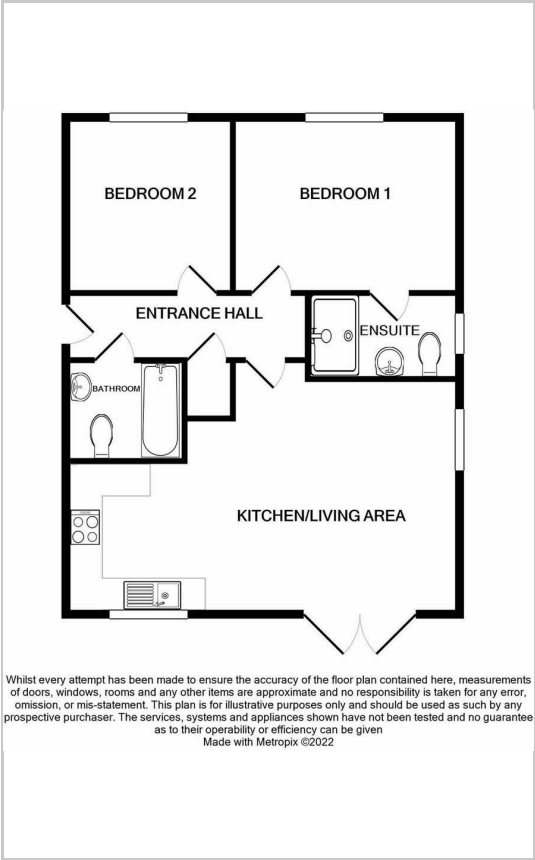 BEDROOM 2
BEDROOM 1
ENTRANCE HALL
ENSUITE
BATHROOM
KITCHEN/LIVING AREA
Whilst every attempt has been made to ensure the accuracy of the floor plan contained here, measurements
of doors, windows, rooms and any other items are approximate and no responsibility is taken for any error,
omission, or mis-statement. This plan is for illustrative purposes only and should be used as such by any
prospective purchaser. The services, systems and appliances shown have not been tested and no guarantee
as to their operability or efficiency can be given
Made with Metropix ©2022